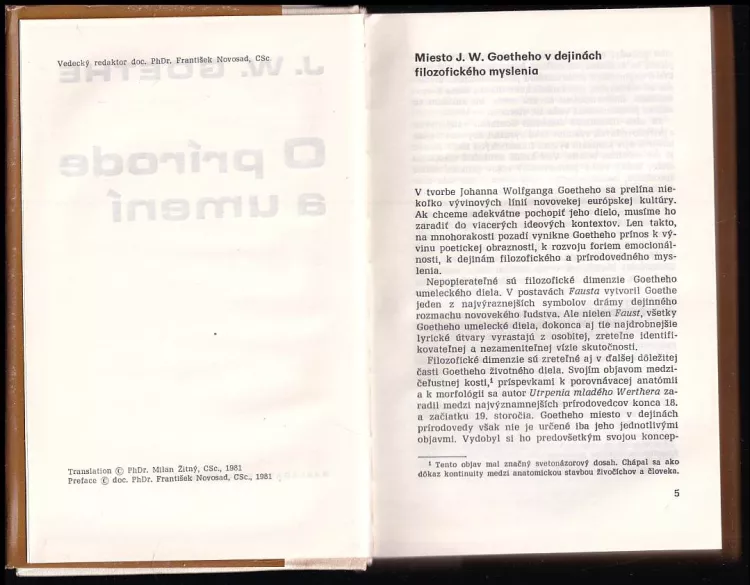 Vedecký redaktor doc. PhDr. František Novosad, CSc
J. W. GOETHE
O prírode
a umení
Translation © PhDr. Milan Žitný, CSc., 1981
Preface © doc. PhDr. František Novosad, CSc., 1981
Miesto J. W. Goetheho v dejinách
filozofického myslenia
V tvorbe Johanna Wolfganga Goetheho sa prelína nie-
koľko vývinových línií novovekej európskej kultúry.
Ak chceme adekvátne pochopiť jeho dielo, musíme ho
zaradiť do viacerých ideových kontextov. Len takto,
na mnohorakosti pozadí vynikne Goetheho prínos k vý-
vinu poetickej obraznosti, k rozvoju foriem emocionál-
nosti, k dejinám filozofického a prírodovedného mys-
lenia.
Nepopierateľné sú filozofické dimenzie Goetheho
umeleckého diela. V postavách Fausta vytvoril Goethe
jeden z najvýraznejších symbolov drámy dejinného
rozmachu novovekého ľudstva. Ale nielen Faust, všetky
Goetheho umelecké diela, dokonca aj tie najdrobnejšie
lyrické útvary vyrastajú z osobitej, zreteľne identifi-
kovateľnej a nezameniteľnej vízie skutočnosti.
Filozofické dimenzie sú zreteľné aj v ďalšej dôležitej
časti Goetheho životného diela. Svojím objavom medzi-
čeľustnej kosti,¹ príspevkami k porovnávacej anatómii
a k morfológii sa autor Utrpenia mladého Werthera za-
radil medzi najvýznamnejších prírodovedcov konca 18.
a začiatku 19. storočia. Goetheho miesto v dejinách
prírodovedy však nie je určené iba jeho jednotlivými
objavmi. Vydobyl si ho predovšetkým svojou koncep-
¹ Tento objav mal značný svetonázorový dosah. Chápal sa ako
dôkaz kontinuity medzi anatomickou stavbou živočíchov a človeka.
5